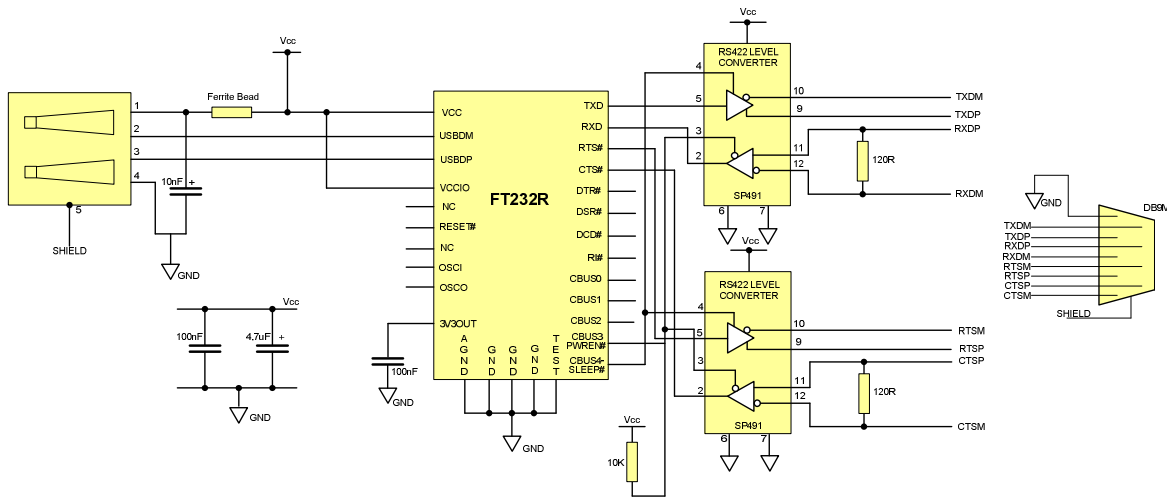 1
2
3
4
5
SHIELD
Ferrite Bead
Vcc
10nF +
GND
Vcc
100nF
4.7uF +
GND
FT232R
VCC
USBDM
USBDP
VCCIO
NC
RESET#
NC
OSCI
OSCO
3V3OUT
AGND
GND
GND
GND
TEST
TXD
RXD
RTS#
CTS#
DTR#
DSR#
DCD#
RI#
CBUS0
CBUS1
CBUS2
CBUS3
PWREN#
CBUS4-
SLEEP#
100nF
GND
GND
Vcc
10K
Vcc
RS422 LEVEL
CONVERTER
4
5
3
2
10
9
11
12
SP491
6
7
120R
TXDM
TXDP
RXDP
RXDM
Vcc
RS422 LEVEL
CONVERTER
4
5
3
2
10
9
11
12
SP491
6
7
120R
RTSM
RTSP
CTSP
CTSM
GND
DB9M
TXDM
TXDP
RXDP
RXDM
RTSM
RTSP
CTSP
CTSM
SHIELD